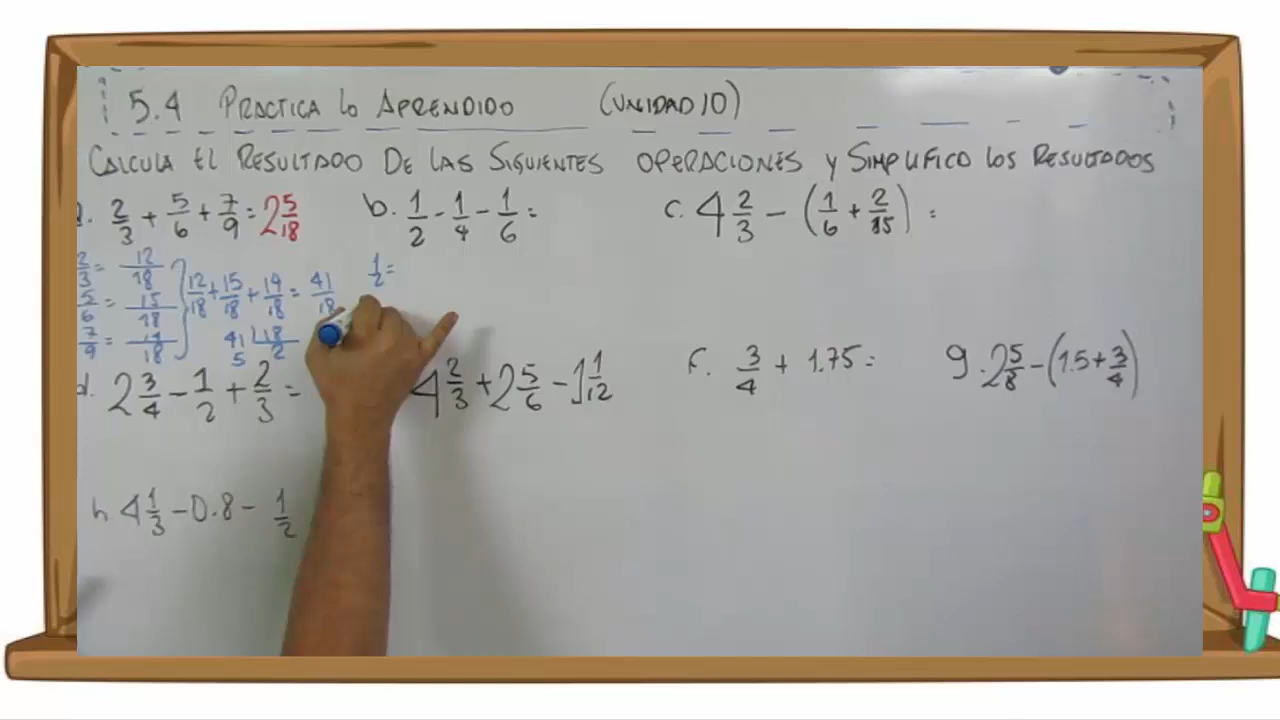 5.4 PRACTICA lo APRENDIDO (UNIDAD 10)
CALCULA EL RESULTADO DE LAS SIGUIENTES OPERACIONES y SIMPLIFICO LOS RESULTADOS
a. 2/3 + 5/6 + 7/9 = 2 5/18
b. 1/2 - 1/4 - 1/6 =
c. 4 2/3 - (1/6 + 2/15) =
2/3 = 12/18
5/6 = 15/18
7/9 = 14/18
12/18 + 15/18 + 14/18 = 41/18
41 18
5 2
1/2 =
d. 2 3/4 - 1/2 + 2/3 =
4 2/3 + 2 5/6 - 1 1/12
f. 3/4 + 1.75 =
g. 2 5/8 - (1.5 + 3/4)
h. 4 1/3 - 0.8 - 1/2